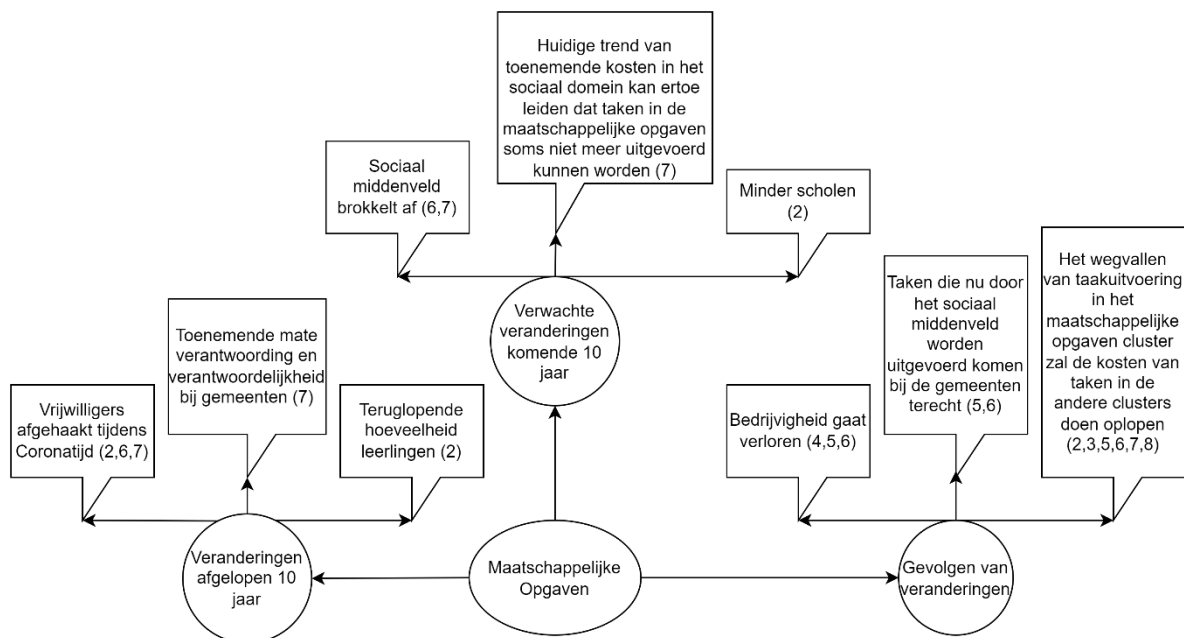 Huidige trend van
toenemende kosten in het
sociaal domein kan ertoe
leiden dat taken in de
maatschappelijke opgaven
soms niet meer uitgevoerd
kunnen worden (7)
Sociaal
middenveld
brokkelt af (6,7)
Minder scholen
(2)
Verwachte
veranderingen
komende 10
jaar
Toenemende mate
verantwoording en
verantwoordelijkheid
bij gemeenten (7)
Vrijwilligers
afgehaakt tijdens
Coronatijd (2,6,7)
Teruglopende
hoeveelheid
leerlingen (2)
Bedrijvigheid gaat
verloren (4,5,6)
Taken die nu door
het sociaal
middenveld
worden
uitgevoerd komen
bij de gemeenten
terecht (5,6)
Het wegvallen
van taakuitvoering
in het
maatschappelijke
opgaven cluster
zal de kosten van
taken in de
andere clusters
doen oplopen
(2,3,5,6,7,8)
Veranderingen
afgelopen 10
jaar
Maatschappelijke
Opgaven
Gevolgen van
veranderingen